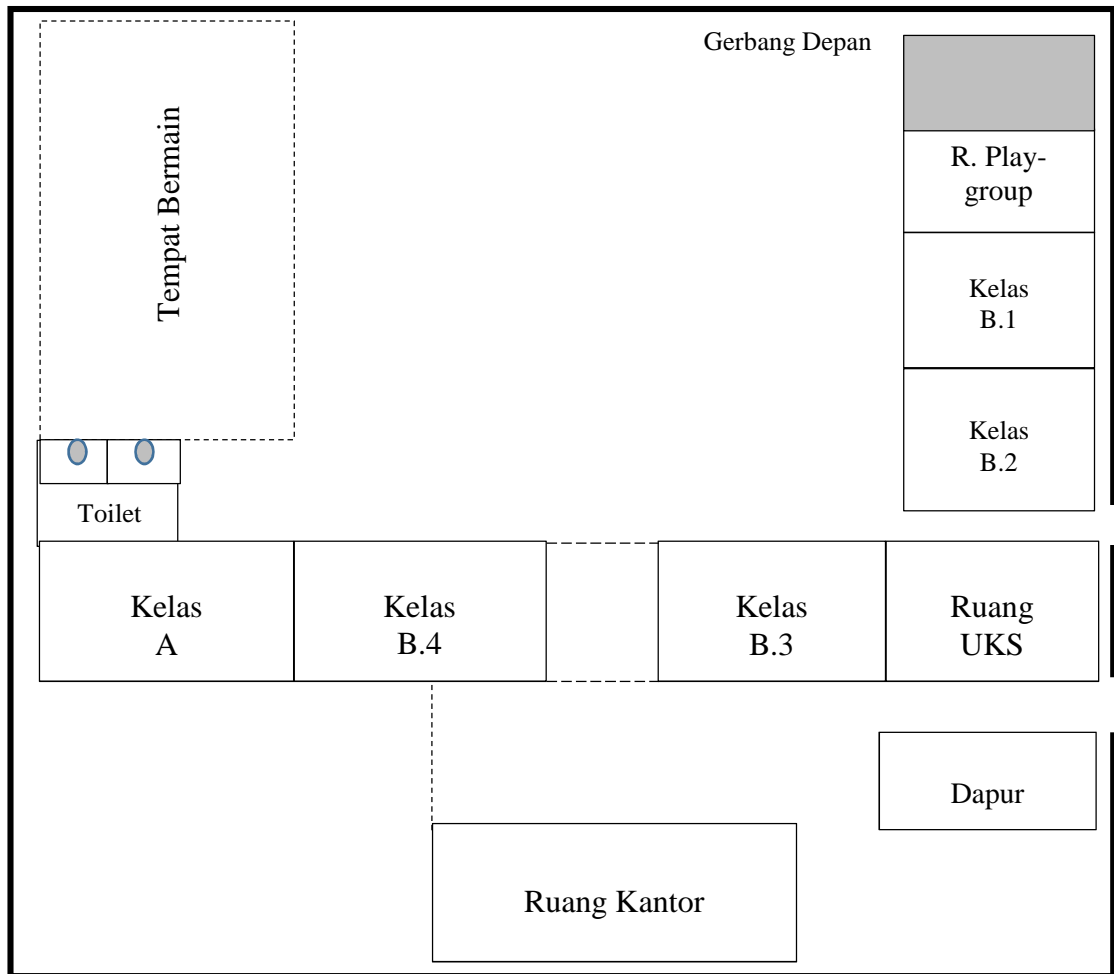 Gerbang Depan
Tempat Bermain
R. Play-
group
Kelas
B.1
Kelas
B.2
Toilet
Kelas
A
Kelas
B.4
Kelas
B.3
Ruang
UKS
Dapur
Ruang Kantor